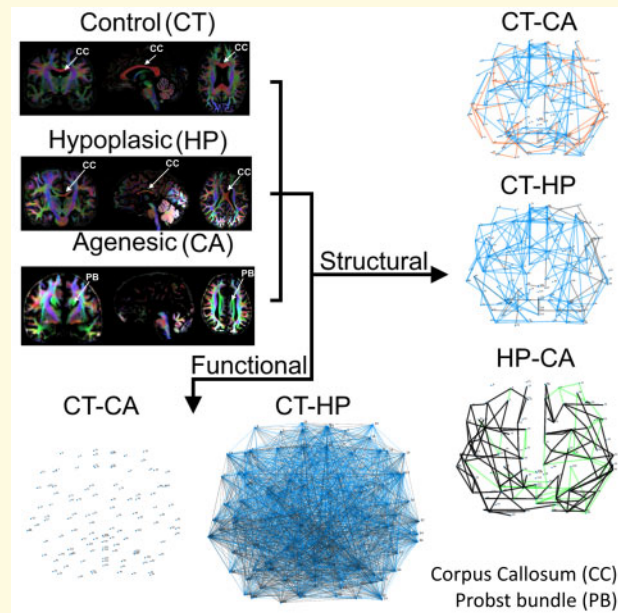 Control (CT)
CC
CC
CC
Hypoplasic (HP)
CC
CC
CC
Agenesic (CA)
PB
PB
Structural
Functional
CT-CA
CT-HP
HP-CA
CT-CA
CT-HP
Corpus Callosum (CC)
Probst bundle (PB)